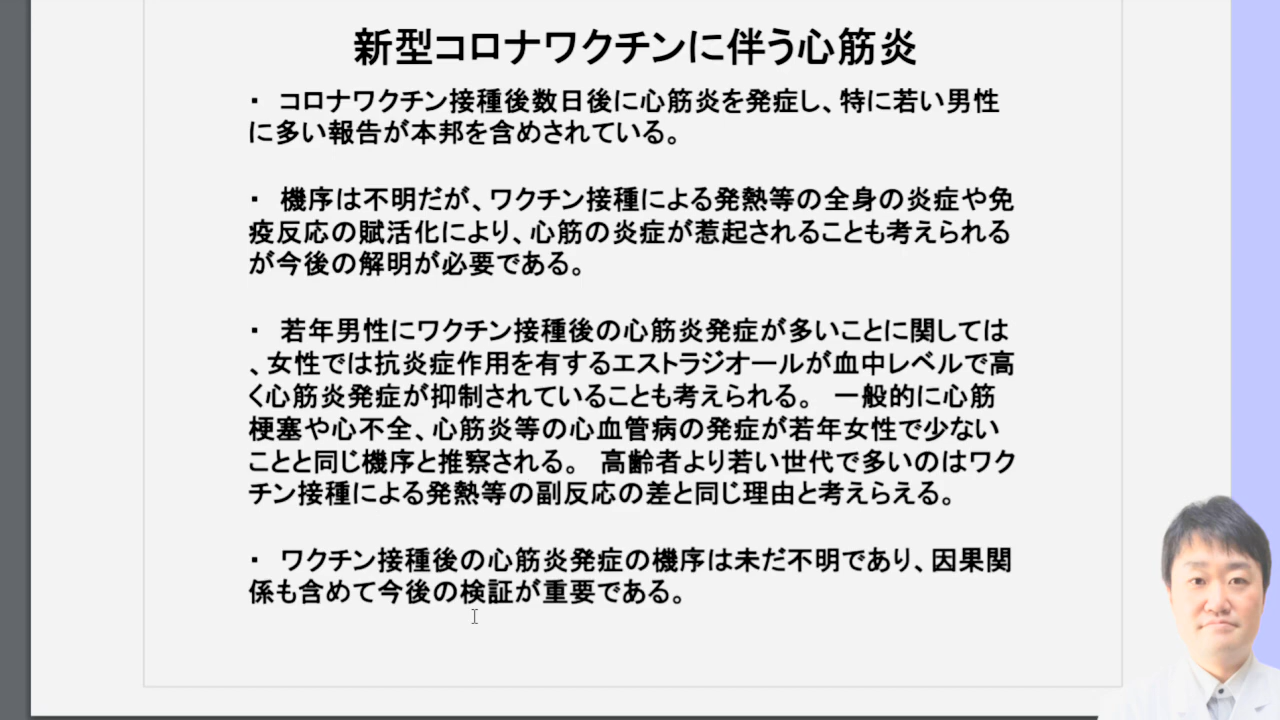 新型コロナワクチンに伴う心筋炎
・ コロナワクチン接種後数日後に心筋炎を発症し、特に若い男性
に多い報告が本邦を含めされている。
・ 機序は不明だが、ワクチン接種による発熱等の全身の炎症や免
疫反応の賦活化により、心筋の炎症が惹起されることも考えられる
が今後の解明が必要である。
・ 若年男性にワクチン接種後の心筋炎発症が多いことに関しては
、女性では抗炎症作用を有するエストラジオールが血中レベルで高
く心筋炎発症が抑制されていることも考えられる。 一般的に心筋
梗塞や心不全、心筋炎等の心血管病の発症が若年女性で少ない
ことと同じ機序と推察される。 高齢者より若い世代で多いのはワク
チン接種による発熱等の副反応の差と同じ理由と考えらえる。
・ ワクチン接種後の心筋炎発症の機序は未だ不明であり、因果関
係も含めて今後の検証が重要である。